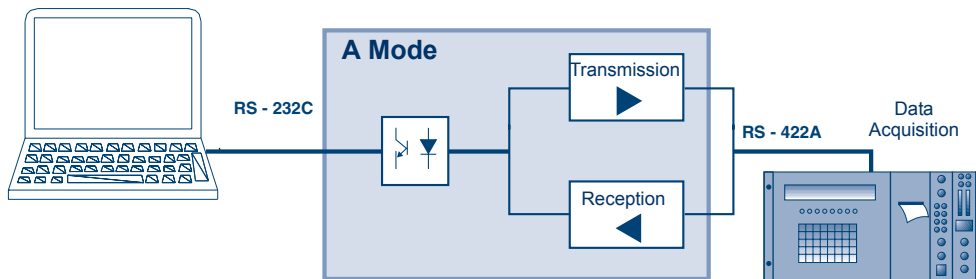 A Mode
Transmission
RS - 232C
RS - 422A
Data
Acquisition
Reception